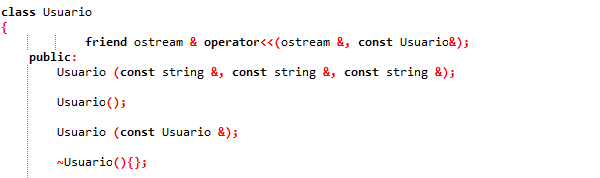 class Usuario
{
friend ostream & operator<<(ostream &, const Usuario&);
public:
Usuario (const string &, const string &, const string &);
Usuario();
Usuario (const Usuario &);
~Usuario(){};